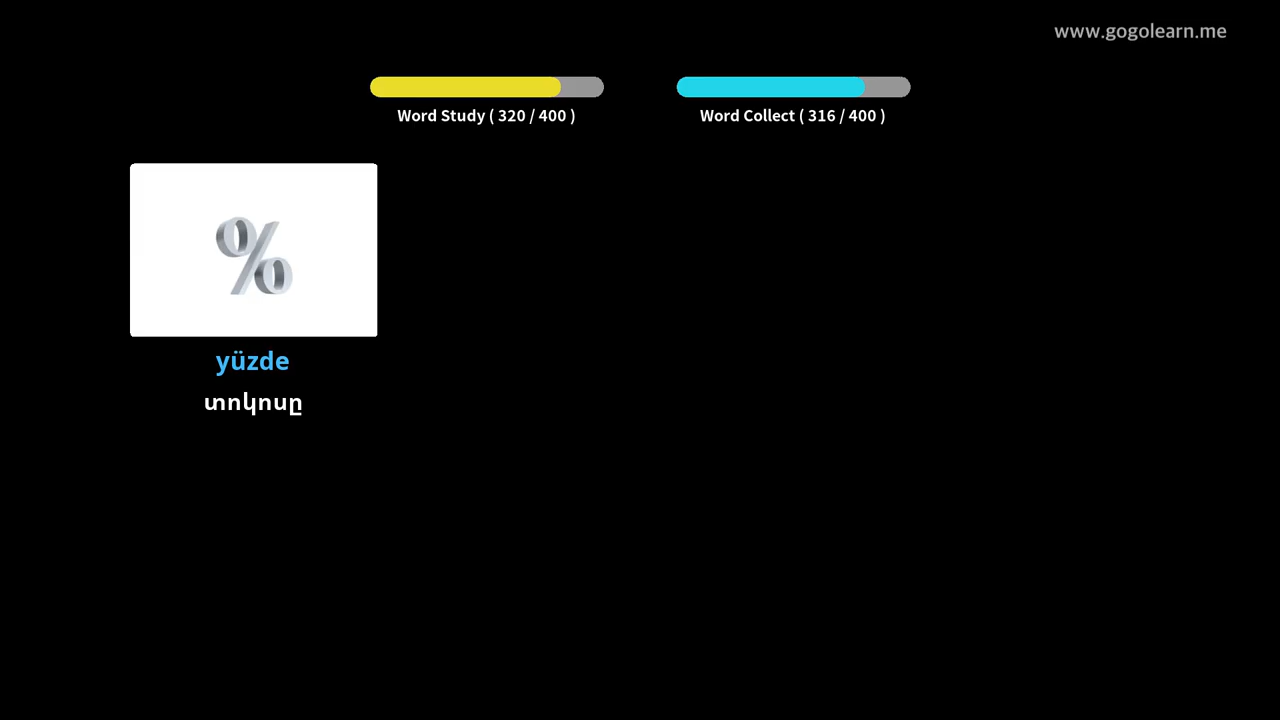 www.gogolearn.me
Word Study ( 320 / 400 )
Word Collect ( 316 / 400 )
%
yüzde
տոկոսը